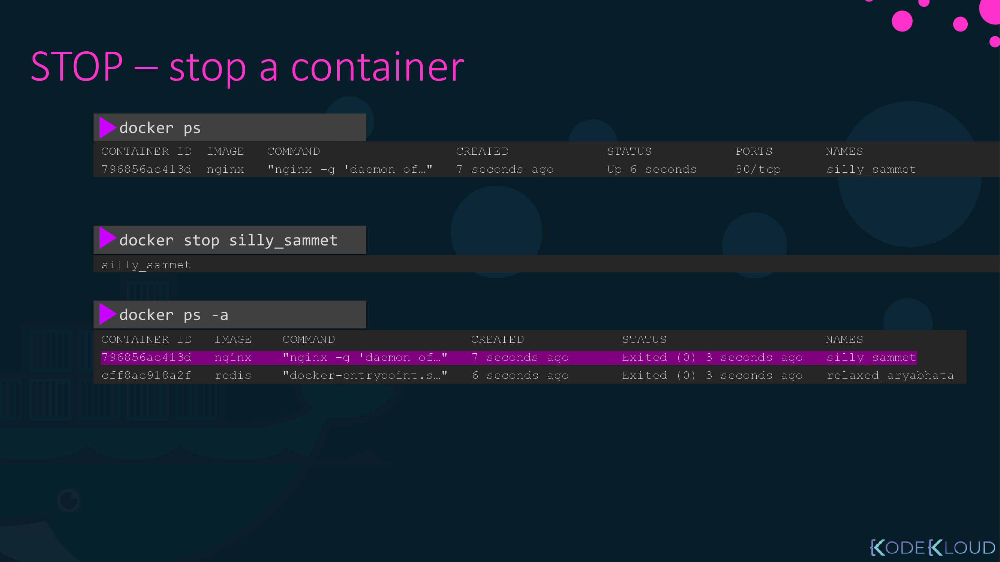 STOP – stop a container
docker ps
CONTAINER ID IMAGE COMMAND CREATED STATUS PORTS NAMES
796856ac413d nginx "nginx -g 'daemon of…" 7 seconds ago Up 6 seconds 80/tcp silly_sammet
docker stop silly_sammet
silly_sammet
docker ps -a
CONTAINER ID IMAGE COMMAND CREATED STATUS NAMES
796856ac413d nginx "nginx -g 'daemon of…" 7 seconds ago Exited (0) 3 seconds ago silly_sammet
cff8ac918a2f redis "docker-entrypoint.s…" 6 seconds ago Exited (0) 3 seconds ago relaxed_aryabhata
KODEKLOUD